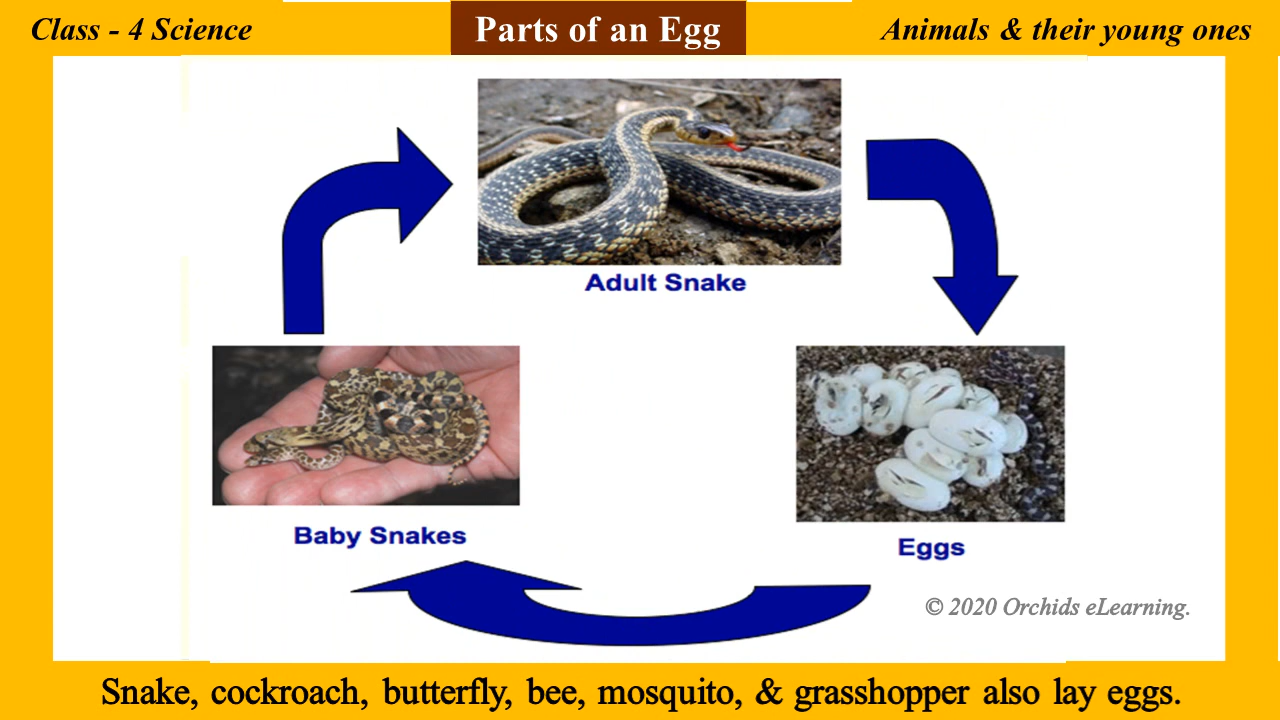 Class - 4 Science
Parts of an Egg
Animals & their young ones
Adult Snake
Baby Snakes
Eggs
© 2020 Orchids eLearning.
Snake, cockroach, butterfly, bee, mosquito, & grasshopper also lay eggs.